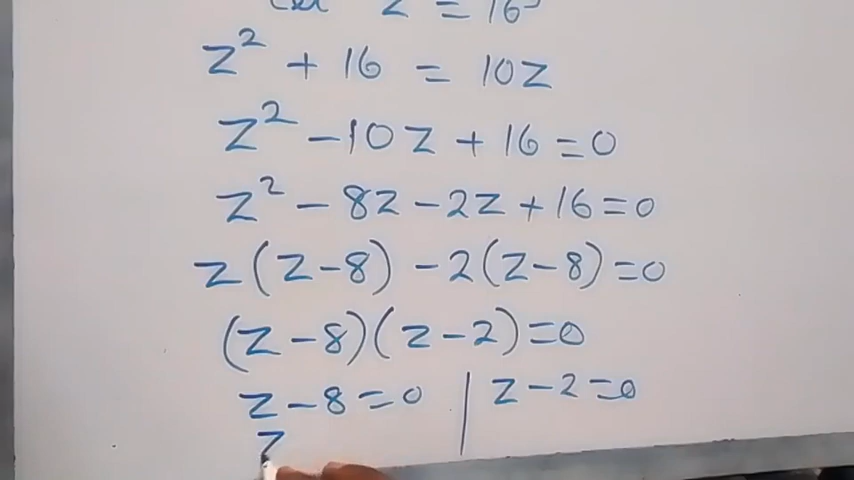 Z = 16
Z² + 16 = 10Z
Z² - 10Z + 16 = 0
Z² - 8Z - 2Z + 16 = 0
Z(Z - 8) - 2(Z - 8) = 0
(Z - 8)(Z - 2) = 0
Z - 8 = 0 | Z - 2 = 0
Z